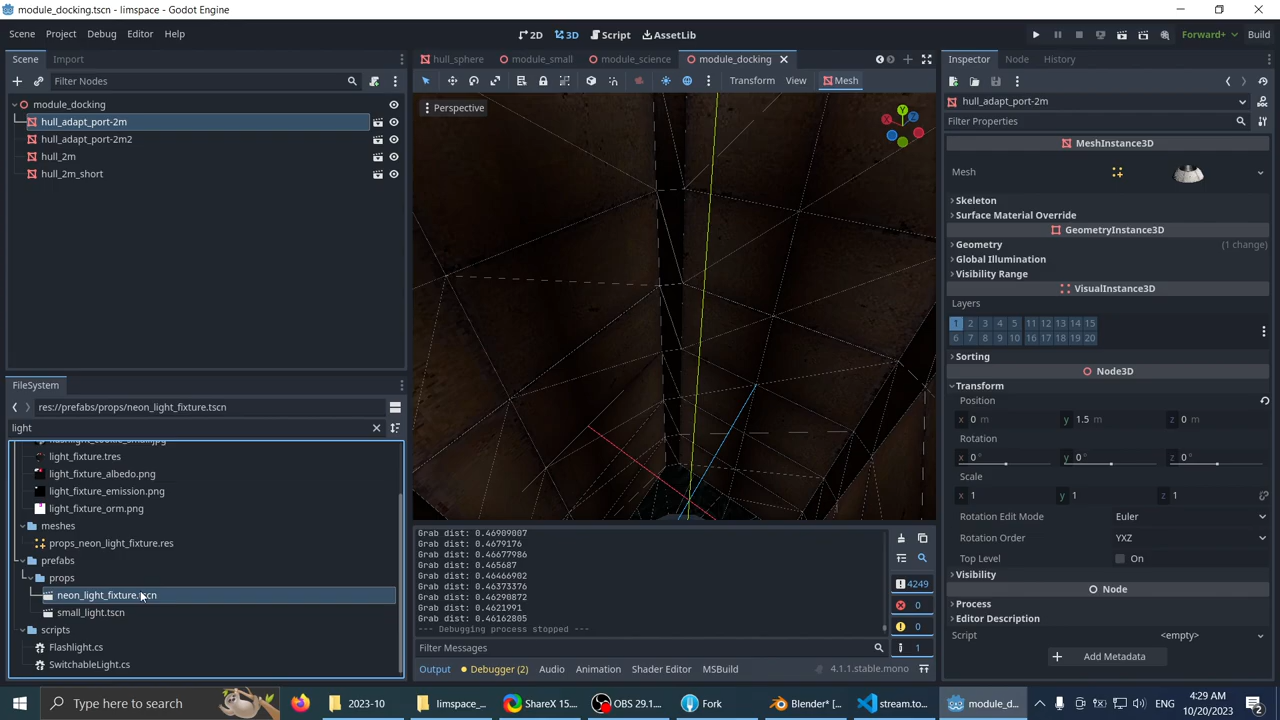 module_docking.tscn - limspace - Godot Engine
Scene Project Debug Editor Help
2D 3D Script AssetLib
Forward+ Build
Scene Import
Filter Nodes
module_docking
hull_adapt_port-2m
hull_adapt_port-2m2
hull_2m
hull_2m_short
FileSystem
res://prefabs/props/neon_light_fixture.tscn
light
light_fixture.tres
light_fixture_albedo.png
light_fixture_emission.png
light_fixture_orm.png
meshes
props_neon_light_fixture.res
prefabs
props
neon_light_fixture.tscn
small_light.tscn
scripts
Flashlight.cs
SwitchableLight.cs
hull_sphere module_small module_science module_docking
Transform View Mesh
Perspective
Y
X
Z
Grab dist: 0.46909007
Grab dist: 0.4679176
Grab dist: 0.46677986
Grab dist: 0.465687
Grab dist: 0.46466902
Grab dist: 0.46373376
Grab dist: 0.46290872
Grab dist: 0.4621991
Grab dist: 0.46162805
--- Debugging process stopped ---
4249
0
0
1
Filter Messages
Output Debugger (2) Audio Animation Shader Editor MSBuild
4.1.1.stable.mono
Inspector Node History
hull_adapt_port-2m
Filter Properties
MeshInstance3D
Mesh
Skeleton
Surface Material Override
GeometryInstance3D
Geometry (1 change)
Global Illumination
Visibility Range
VisualInstance3D
Layers
1 2 3 4 5 11 12 13 14 15
6 7 8 9 10 16 17 18 19 20
Sorting
Node3D
Transform
Position
x 0 m y 1.5 m z 0 m
Rotation
x 0 ° y 0 ° z 0 °
Scale
x 1 y 1 z 1
Rotation Edit Mode Euler
Rotation Order YXZ
Top Level On
Visibility
Node
Process
Editor Description
Script <empty>
Add Metadata
Type here to search
2023-10
limspace_...
ShareX 15....
OBS 29.1....
Fork
Blender* [...
stream.to...
module_d...
ENG
4:29 AM
10/20/2023
2